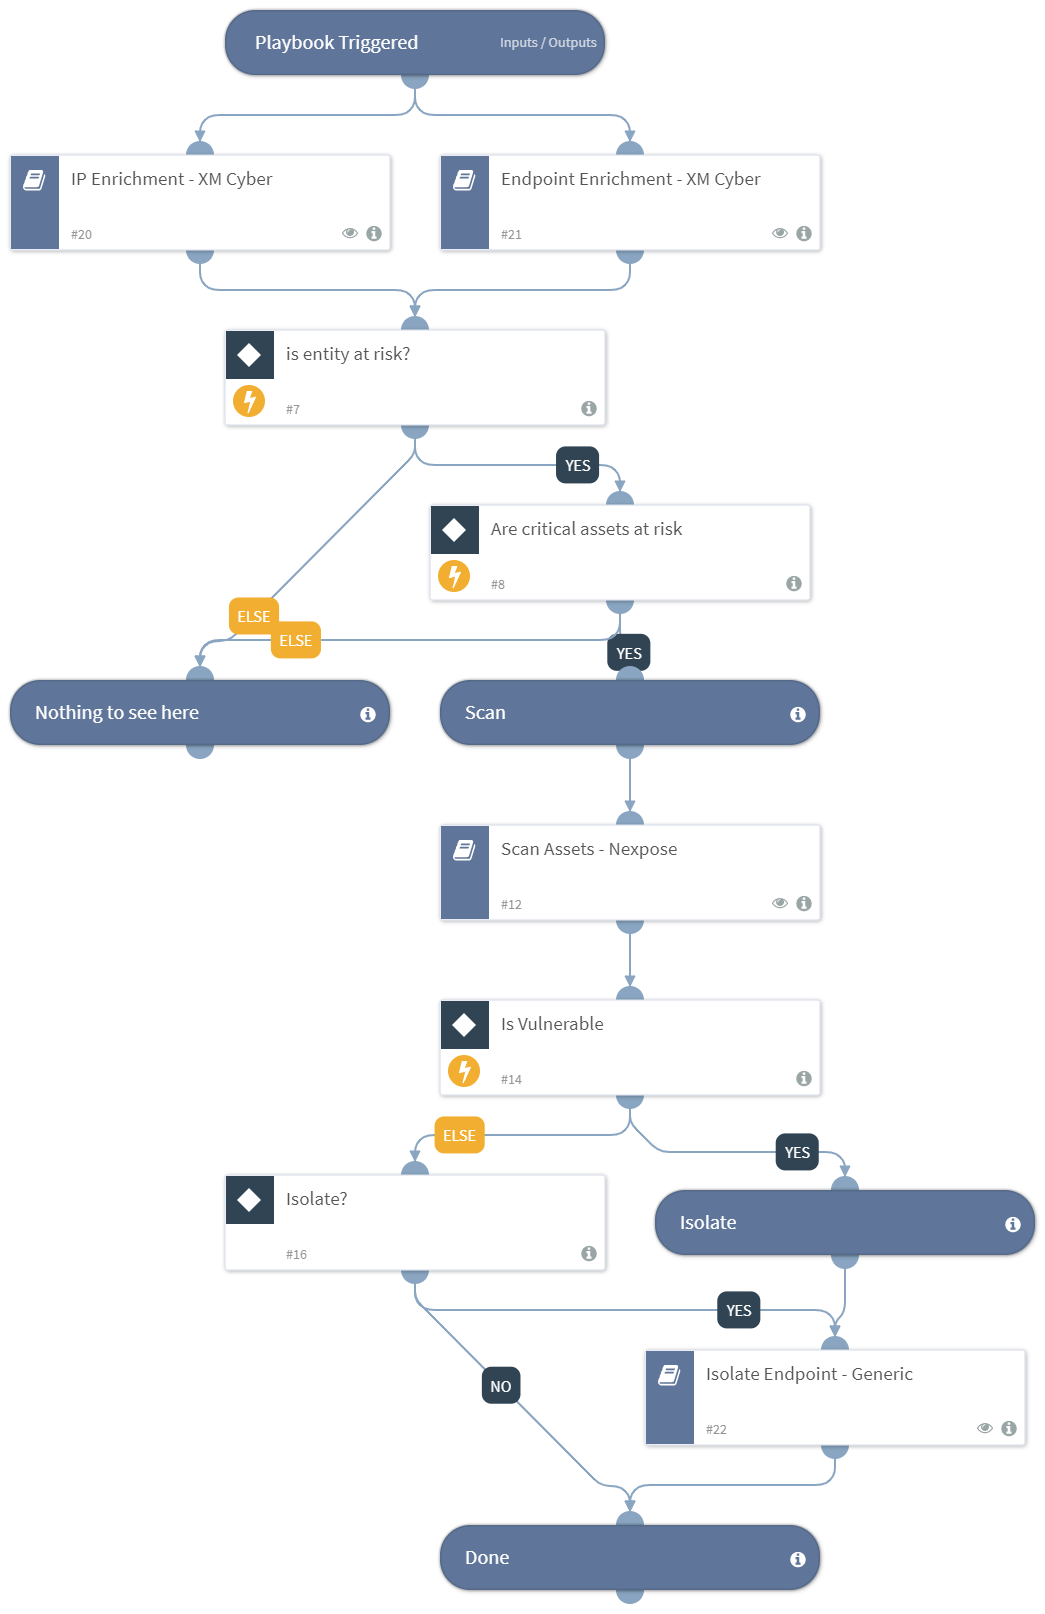 Playbook Triggered
Inputs / Outputs
IP Enrichment - XM Cyber
#20
Endpoint Enrichment - XM Cyber
#21
is entity at risk?
#7
YES
Are critical assets at risk
#8
ELSE
ELSE
YES
Nothing to see here
Scan
Scan Assets - Nexpose
#12
Is Vulnerable
#14
ELSE
YES
Isolate?
#16
Isolate
YES
NO
Isolate Endpoint - Generic
#22
Done